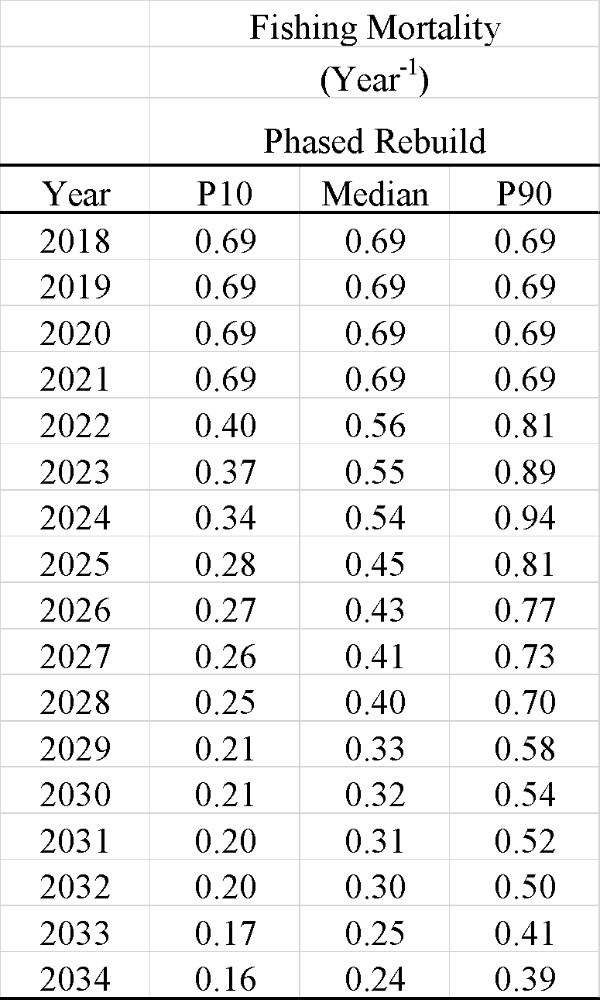 Fishing Mortality
(Year-1)
Phased Rebuild
Year P10 Median P90
2018 0.69 0.69 0.69
2019 0.69 0.69 0.69
2020 0.69 0.69 0.69
2021 0.69 0.69 0.69
2022 0.40 0.56 0.81
2023 0.37 0.55 0.89
2024 0.34 0.54 0.94
2025 0.28 0.45 0.81
2026 0.27 0.43 0.77
2027 0.26 0.41 0.73
2028 0.25 0.40 0.70
2029 0.21 0.33 0.58
2030 0.21 0.32 0.54
2031 0.20 0.31 0.52
2032 0.20 0.30 0.50
2033 0.17 0.25 0.41
2034 0.16 0.24 0.39